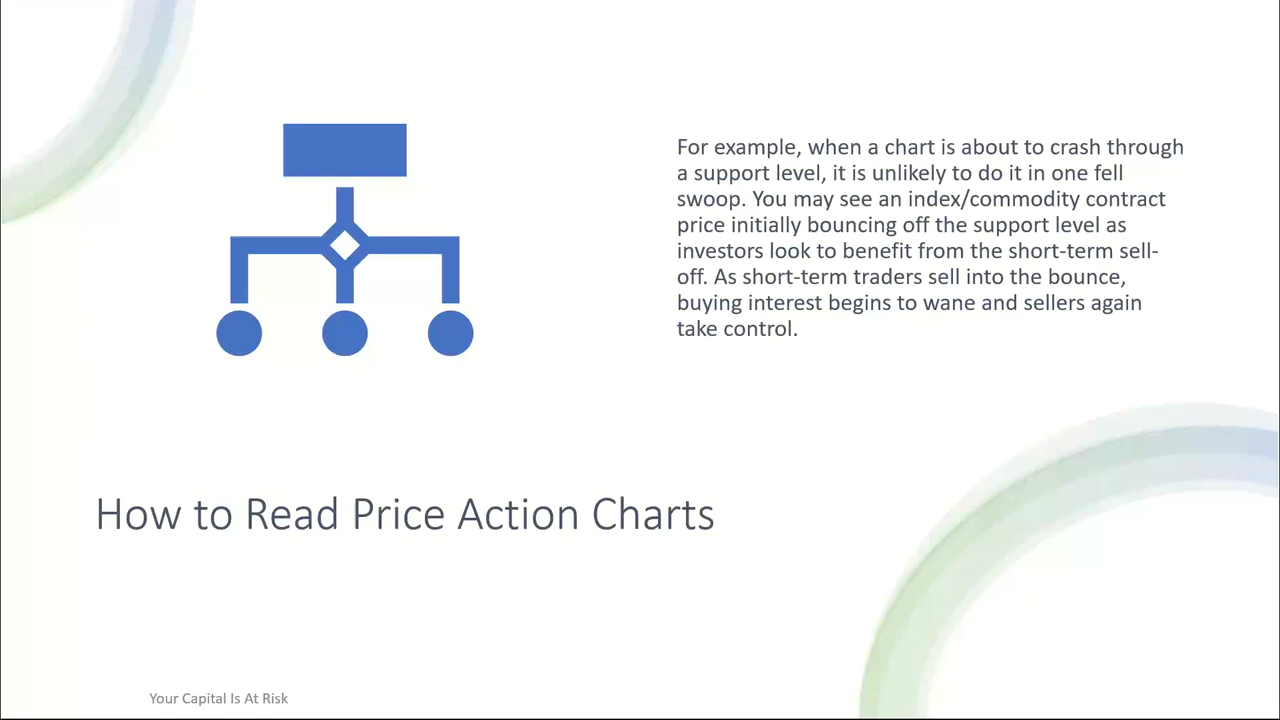 For example, when a chart is about to crash through
a support level, it is unlikely to do it in one fell
swoop. You may see an index/commodity contract
price initially bouncing off the support level as
investors look to benefit from the short-term sell-
off. As short-term traders sell into the bounce,
buying interest begins to wane and sellers again
take control.
How to Read Price Action Charts
Your Capital Is At Risk